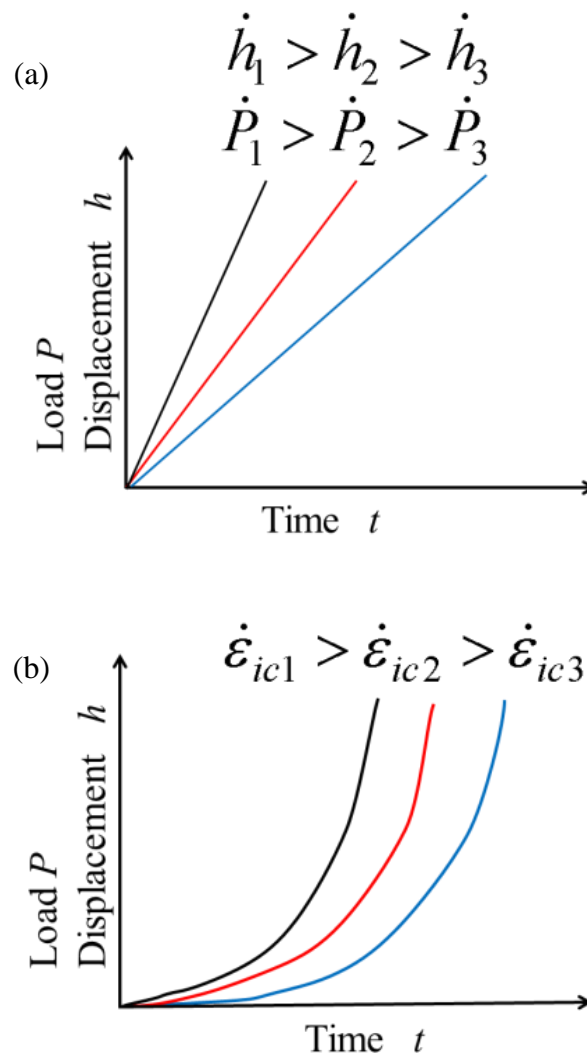 (a)
ḣ₁ > ḣ₂ > ḣ₃
Ṗ₁ > Ṗ₂ > Ṗ₃
Load P
Displacement h
Time t
(b)
ε̇ᵢc₁ > ε̇ᵢc₂ > ε̇ᵢc₃
Load P
Displacement h
Time t